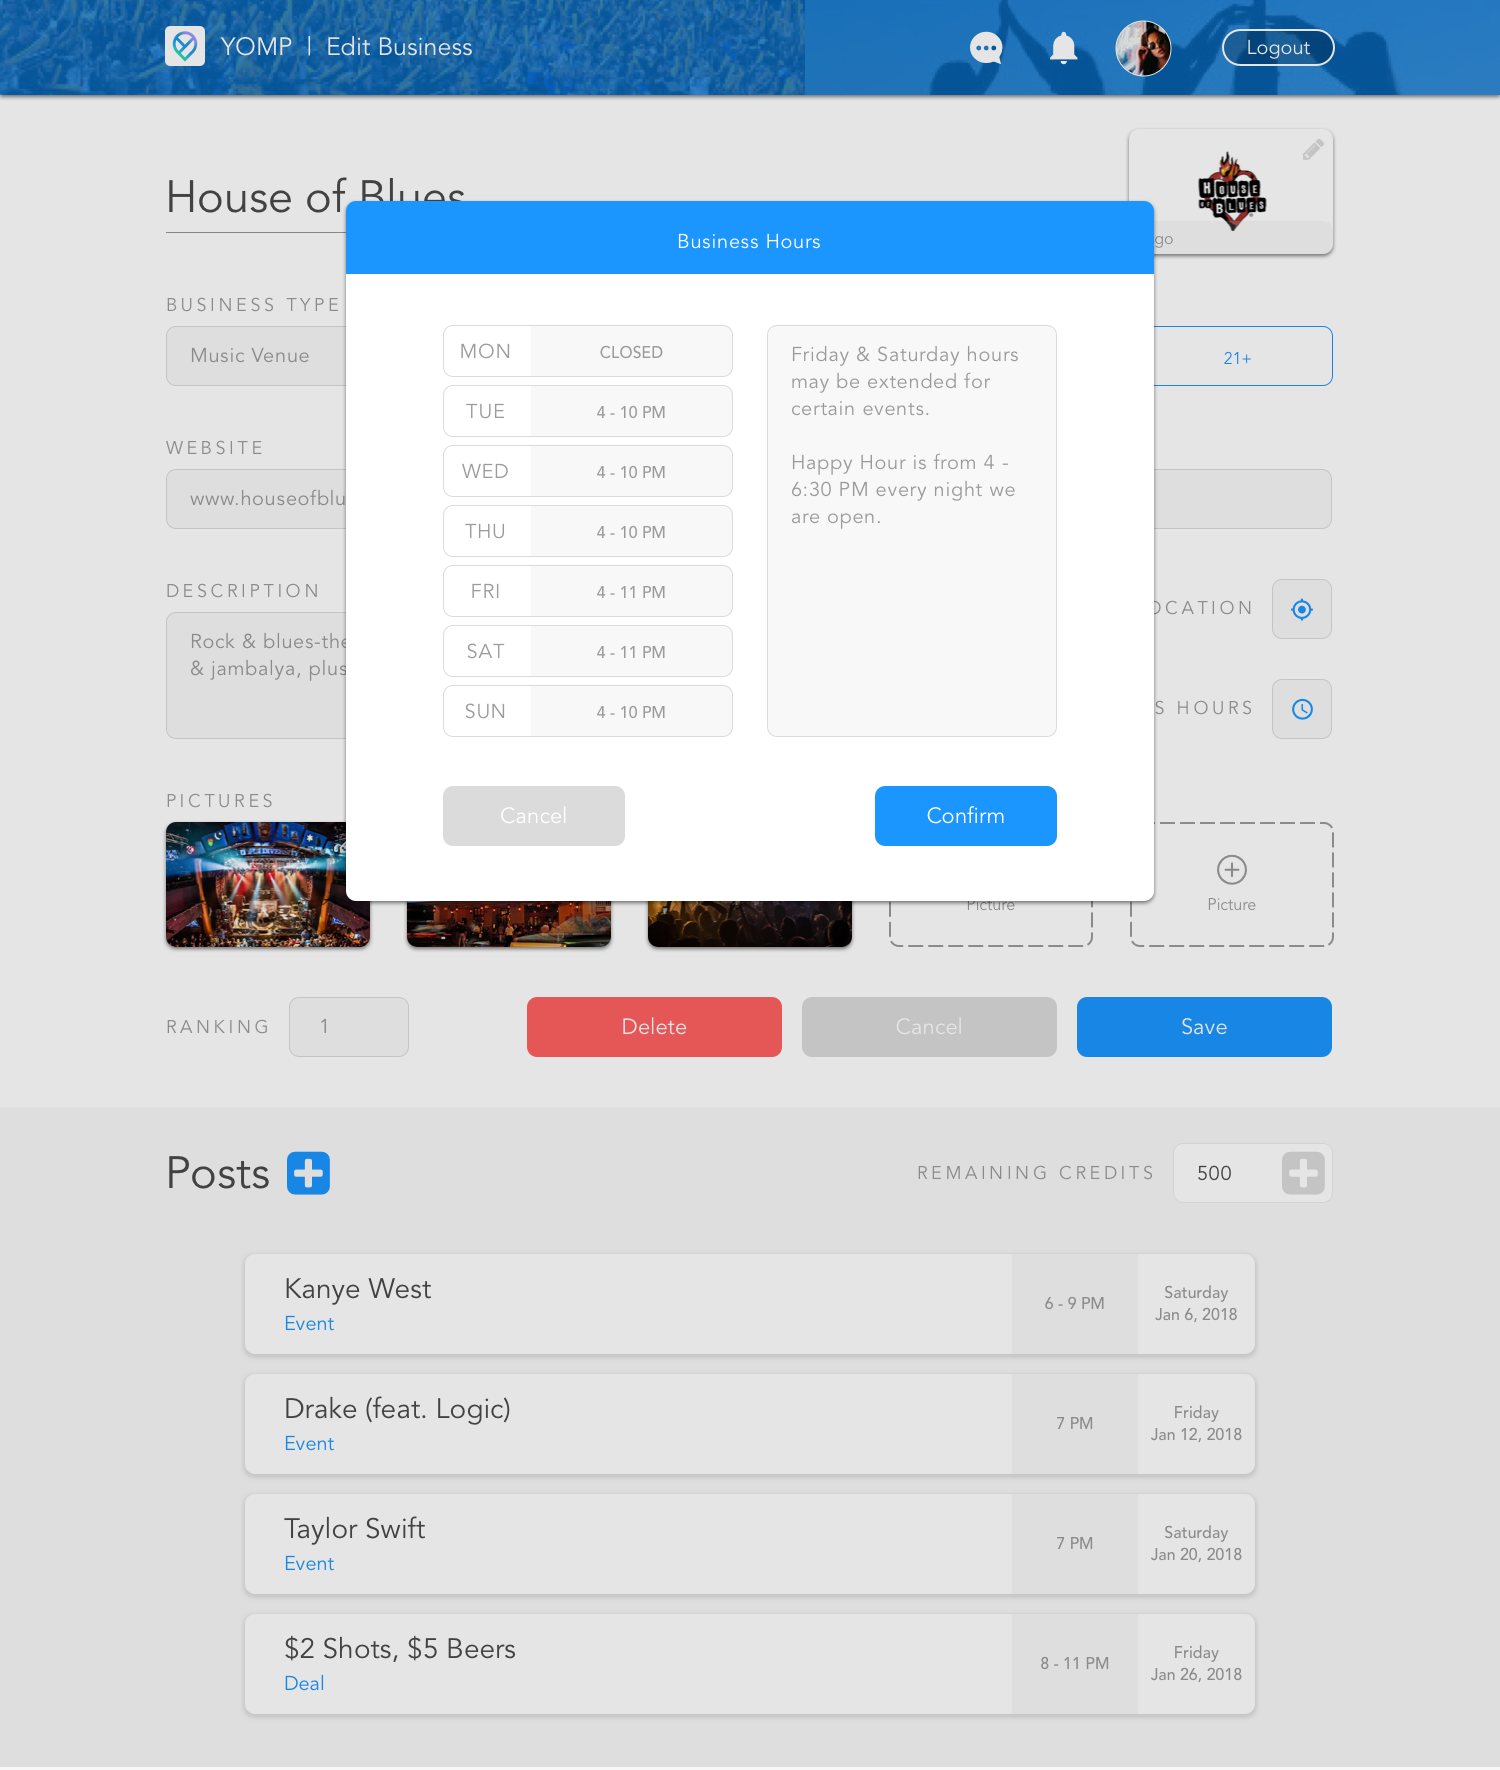 YOMP | Edit Business
Logout
House of Blues
HOUSE
OF BLUES
go
Business Hours
BUSINESS TYPE
Music Venue
21+
MON CLOSED
TUE 4 - 10 PM
WED 4 - 10 PM
THU 4 - 10 PM
FRI 4 - 11 PM
SAT 4 - 11 PM
SUN 4 - 10 PM
Friday & Saturday hours
may be extended for
certain events.
Happy Hour is from 4 -
6:30 PM every night we
are open.
WEBSITE
www.houseofblu
DESCRIPTION
Rock & blues-the
& jambalya, plus
OCATION
S HOURS
Cancel
Confirm
PICTURES
Picture
Picture
RANKING
1
Delete
Cancel
Save
Posts
REMAINING CREDITS
500
Kanye West
Event
6 - 9 PM
Saturday
Jan 6, 2018
Drake (feat. Logic)
Event
7 PM
Friday
Jan 12, 2018
Taylor Swift
Event
7 PM
Saturday
Jan 20, 2018
$2 Shots, $5 Beers
Deal
8 - 11 PM
Friday
Jan 26, 2018